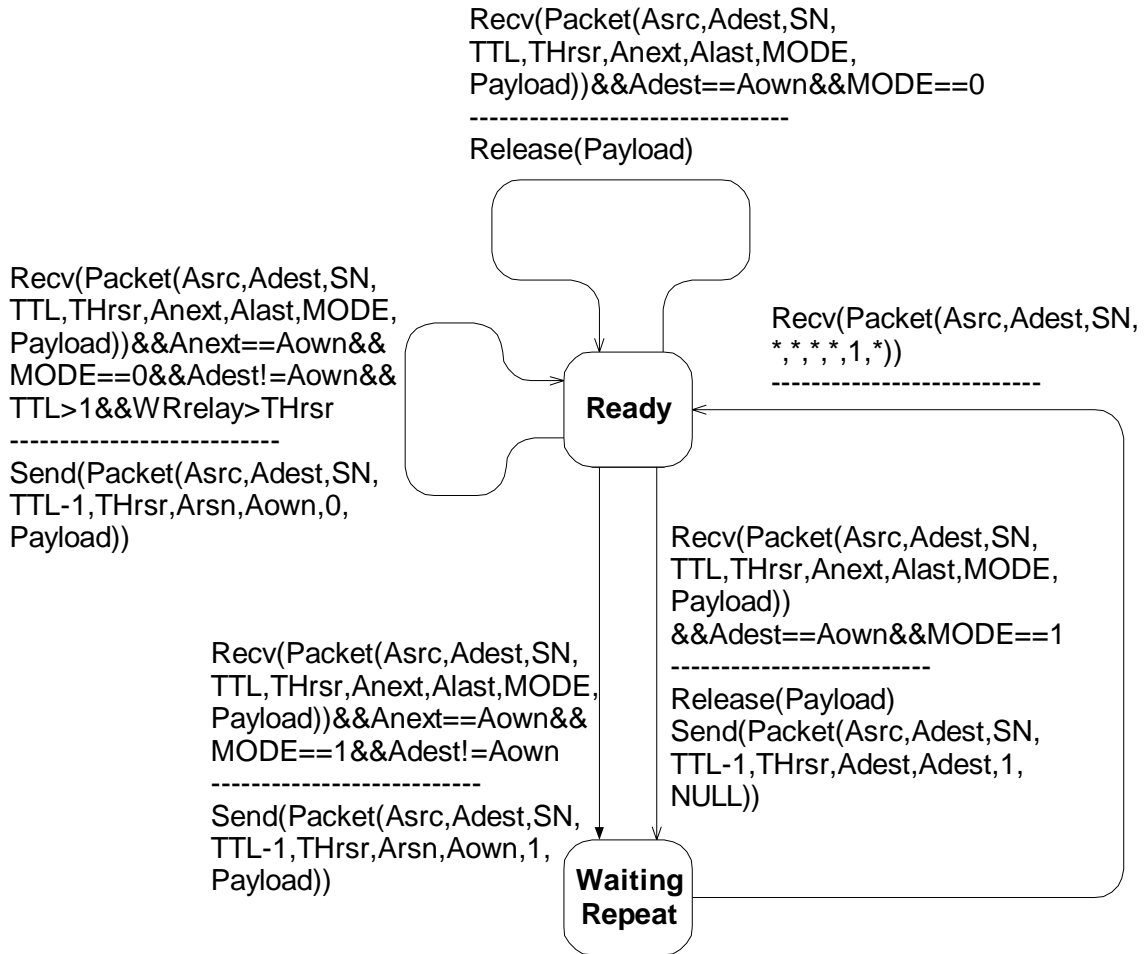 Recv(Packet(Asrc,Adest,SN,
TTL,THrsr,Anext,Alast,MODE,
Payload))&&Adest==Aown&&MODE==0
--------------------------------
Release(Payload)
Recv(Packet(Asrc,Adest,SN,
TTL,THrsr,Anext,Alast,MODE,
Payload))&&Anext==Aown&&
MODE==0&&Adest!=Aown&&
TTL>1&&WRrelay>THrsr
---------------------------
Send(Packet(Asrc,Adest,SN,
TTL-1,THrsr,Arsn,Aown,0,
Payload))
Recv(Packet(Asrc,Adest,SN,
*,*,*,*,1,*))
---------------------------
Ready
Recv(Packet(Asrc,Adest,SN,
TTL,THrsr,Anext,Alast,MODE,
Payload))
&&Adest==Aown&&MODE==1
--------------------------
Release(Payload)
Send(Packet(Asrc,Adest,SN,
TTL-1,THrsr,Adest,Adest,1,
NULL))
Recv(Packet(Asrc,Adest,SN,
TTL,THrsr,Anext,Alast,MODE,
Payload))&&Anext==Aown&&
MODE==1&&Adest!=Aown
---------------------------
Send(Packet(Asrc,Adest,SN,
TTL-1,THrsr,Arsn,Aown,1,
Payload))
Waiting
Repeat